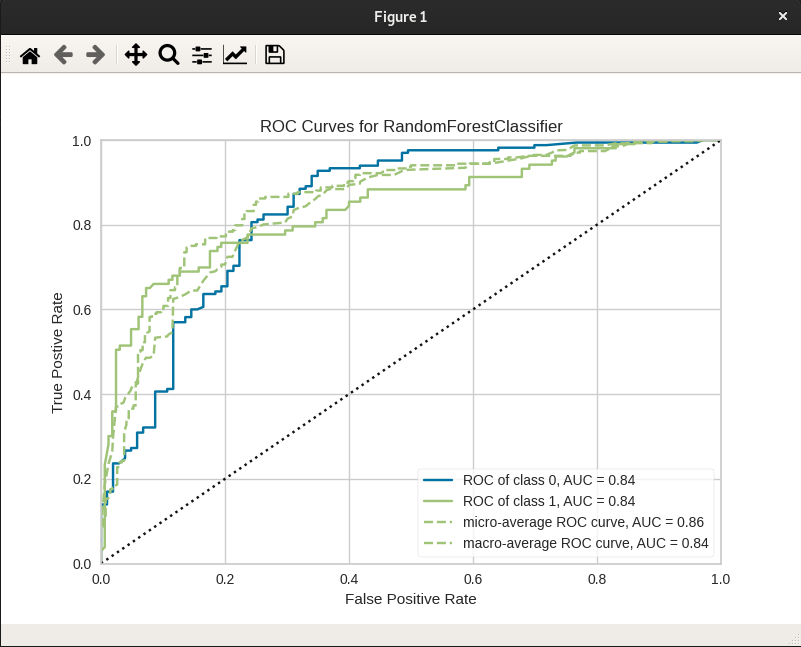 Figure 1
ROC Curves for RandomForestClassifier
1.0
0.8
0.6
0.4
0.2
0.0
True Postive Rate
0.0 0.2 0.4 0.6 0.8 1.0
False Positive Rate
ROC of class 0, AUC = 0.84
ROC of class 1, AUC = 0.84
micro-average ROC curve, AUC = 0.86
macro-average ROC curve, AUC = 0.84